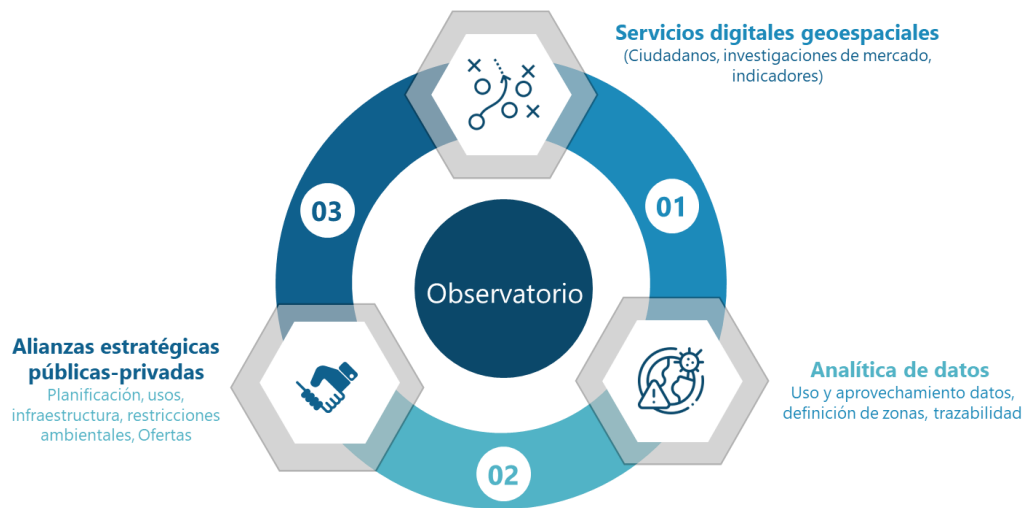 Servicios digitales geoespaciales
(Ciudadanos, investigaciones de mercado,
indicadores)
01
03
Observatorio
Alianzas estratégicas
públicas-privadas
Planificación, usos,
infraestructura, restricciones
ambientales, Ofertas
Analítica de datos
Uso y aprovechamiento datos,
definición de zonas, trazabilidad
02